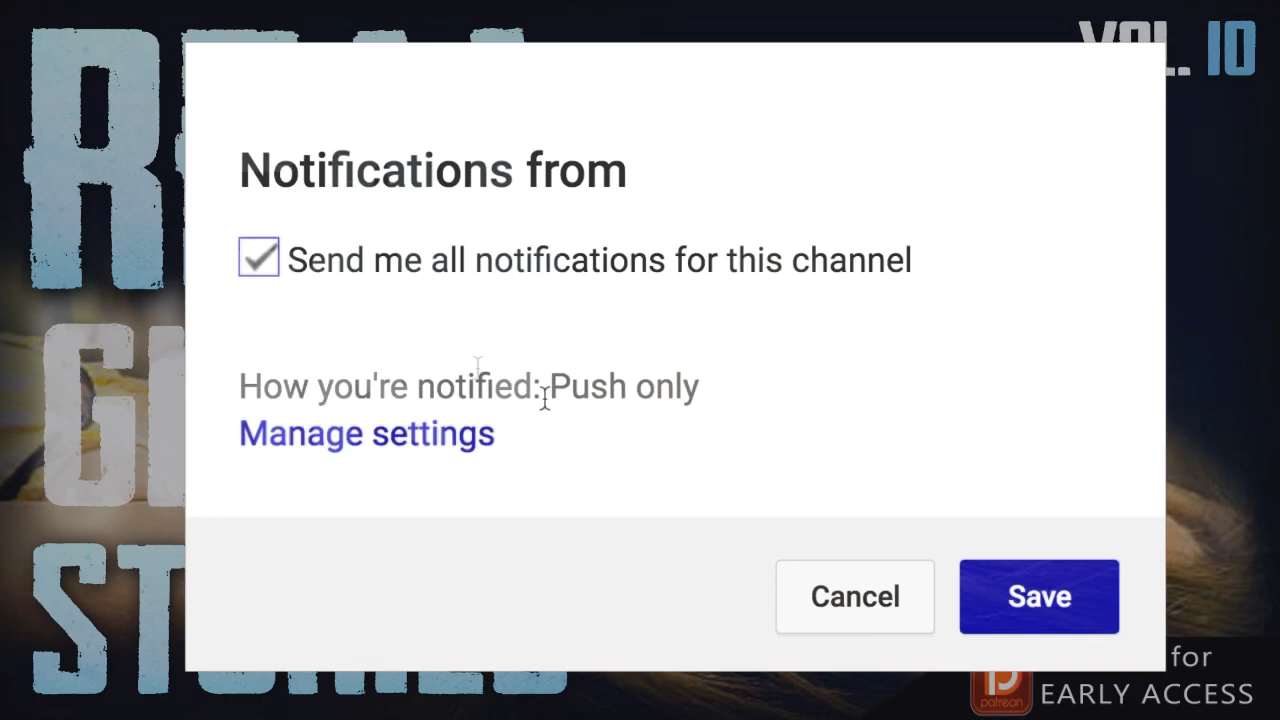 VOL. 10
Notifications from
Send me all notifications for this channel
How you're notified: Push only
Manage settings
Cancel
Save
for
patreon
EARLY ACCESS